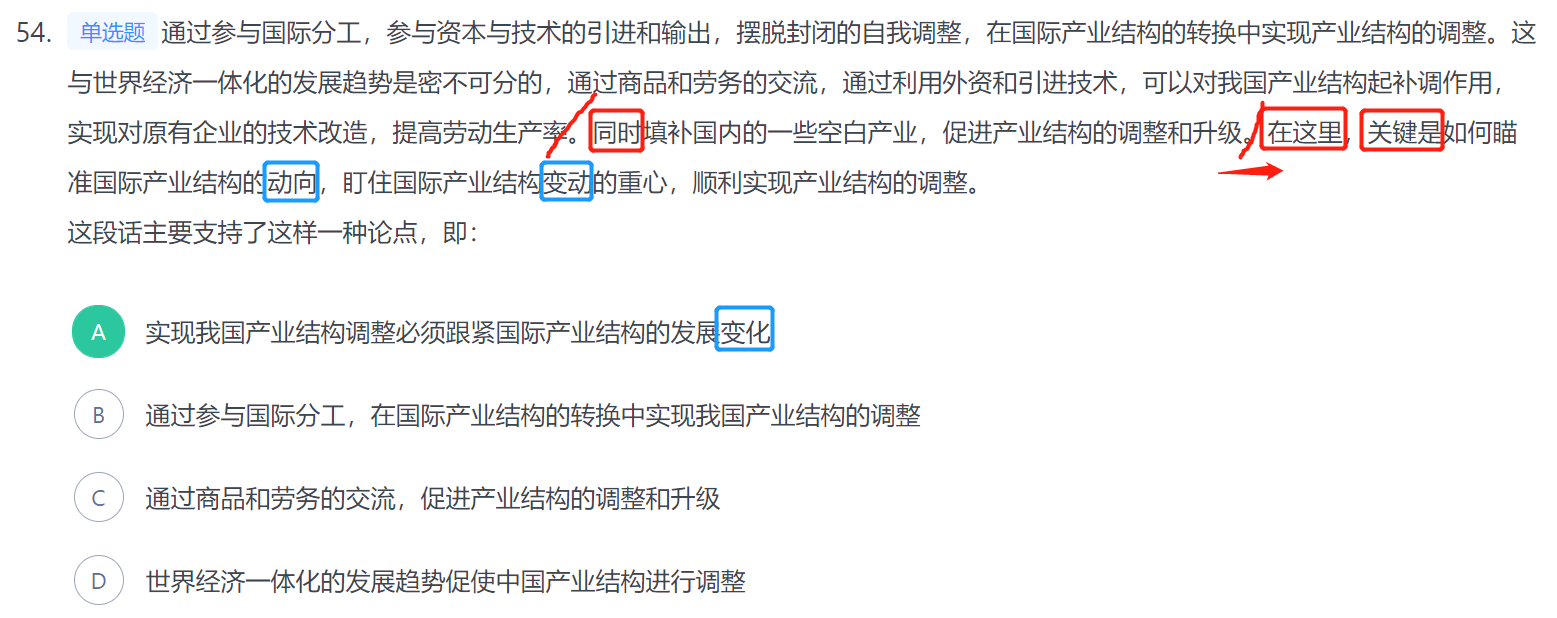 54. 单选题 通过参与国际分工，参与资本与技术的引进和输出，摆脱封闭的自我调整，在国际产业结构的转换中实现产业结构的调整。这
与世界经济一体化的发展趋势是密不可分的，通过商品和劳务的交流，通过利用外资和引进技术，可以对我国产业结构起补调作用，
实现对原有企业的技术改造，提高劳动生产率。同时填补国内的一些空白产业，促进产业结构的调整和升级。在这里，关键是如何瞄
准国际产业结构的动向，盯住国际产业结构变动的重心，顺利实现产业结构的调整。
这段话主要支持了这样一种论点，即：
A 实现我国产业结构调整必须跟紧国际产业结构的发展变化
B 通过参与国际分工，在国际产业结构的转换中实现我国产业结构的调整
C 通过商品和劳务的交流，促进产业结构的调整和升级
D 世界经济一体化的发展趋势促使中国产业结构进行调整